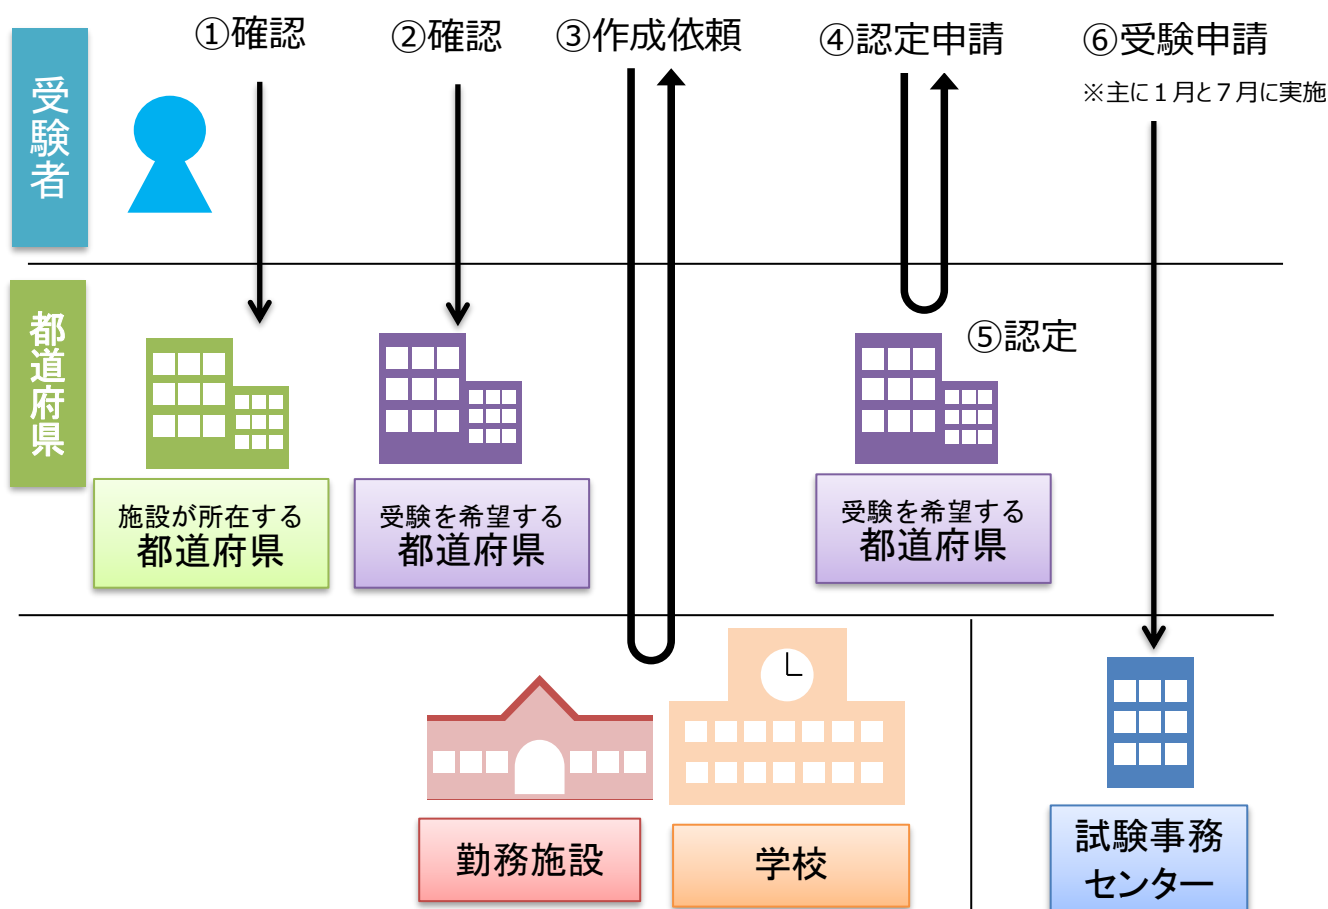 ①確認
②確認
③作成依頼
④認定申請
⑥受験申請
※主に１月と７月に実施
受験者
都道府県
⑤認定
施設が所在する
都道府県
受験を希望する
都道府県
受験を希望する
都道府県
勤務施設
学校
試験事務
センター